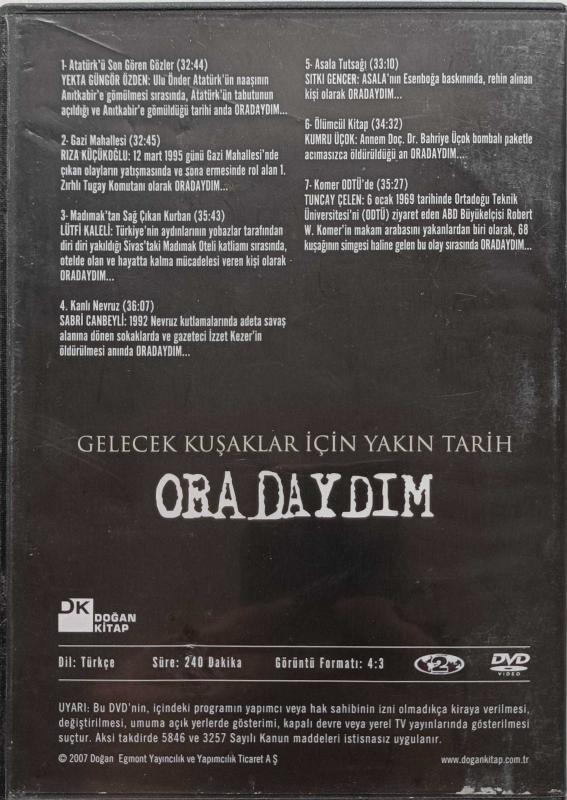 1- Atatürk'ü Son Gören Gözler (32:44)
YEKTA GÜNGÖR ÖZDEN: Ulu Önder Atatürk'ün naaşının
Anıtkabir'e gömülmesi sırasında, Atatürk'ün tabutunun
açıldığı ve Anıtkabir'e gömüldüğü tarihi anda ORADAYDIM...
2- Gazi Mahallesi (32:45)
RIZA KÜÇÜKOĞLU: 12 mart 1995 günü Gazi Mahallesi'nde
çıkan olayların yatışmasında ve sona ermesinde rol alan 1.
Zırhlı Tugay Komutanı olarak ORADAYDIM...
3- Madımak'tan Sağ Çıkan Kurban (35:43)
LÜTFİ KALELİ: Türkiye'nin aydınlarının yobazlar tarafından
diri diri yakıldığı Sivas'taki Madımak Oteli katliamı sırasında,
otelde olan ve hayatta kalma mücadelesi veren kişi olarak
ORADAYDIM...
4. Kanlı Nevruz (36:07)
SABRİ CANBEYLİ: 1992 Nevruz kutlamalarında adeta savaş
alanına dönen sokaklarda ve gazeteci İzzet Kezer'in
öldürülmesi anında ORADAYDIM...
5- Asala Tutsağı (33:10)
SITKI GENCER: ASALA'nın Esenboğa baskınında, rehin alınan
kişi olarak ORADAYDIM...
6- Ölümcül Kitap (34:32)
KUMRU ÜÇOK: Annem Doç. Dr. Bahriye Üçok bombalı paketle
acımasızca öldürüldüğü an ORADAYDIM...
7- Komer ODTÜ'de (35:27)
TUNCAY ÇELEN: 6 ocak 1969 tarihinde Ortadoğu Teknik
Üniversitesi'ni (ODTÜ) ziyaret eden ABD Büyükelçisi Robert
W. Komer'in makam arabasını yakanlardan biri olarak, 68
kuşağının simgesi haline gelen bu olay sırasında ORADAYDIM...
GELECEK KUŞAKLAR İÇİN YAKIN TARİH
ORADAYDIM
DK
DOĞAN
KİTAP
Dil: Türkçe Süre: 240 Dakika Görüntü Formatı: 4:3 2 DVD
VIDEO
UYARI: Bu DVD'nin, içindeki programın yapımcı veya hak sahibinin izni olmadıkça kiraya verilmesi,
değiştirilmesi, umuma açık yerlerde gösterimi, kapalı devre veya yerel TV yayınlarında gösterilmesi
suçtur. Aksi takdirde 5846 ve 3257 Sayılı Kanun maddeleri istisnasız uygulanır.
© 2007 Doğan Egmont Yayıncılık ve Yapımcılık Ticaret A Ş www.dogankitap.com.tr